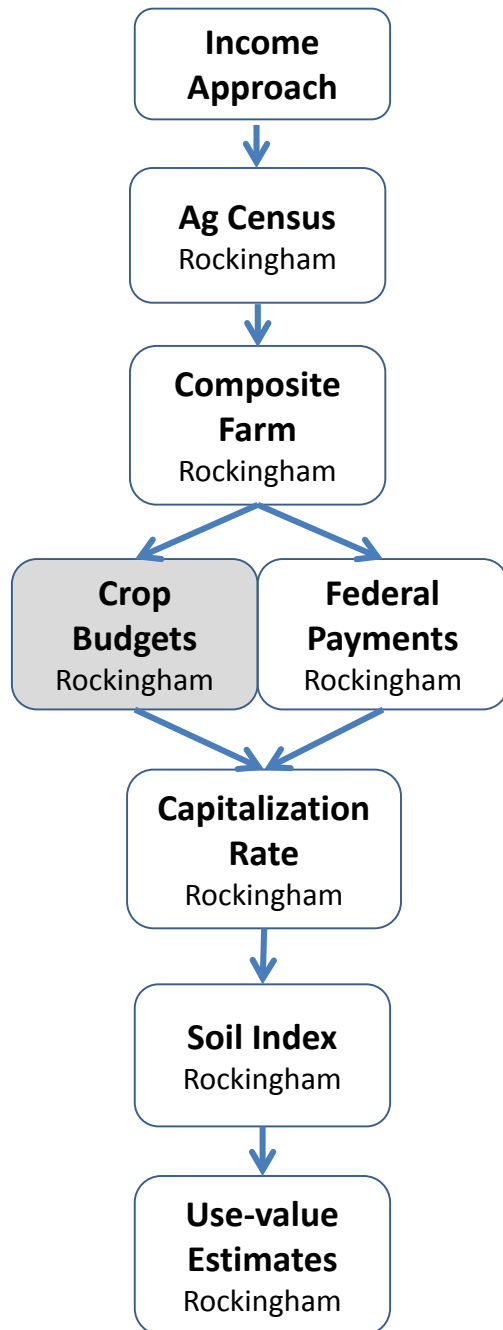 Income
Approach
Ag Census
Rockingham
Composite
Farm
Rockingham
Crop
Budgets
Rockingham
Federal
Payments
Rockingham
Capitalization
Rate
Rockingham
Soil Index
Rockingham
Use-value
Estimates
Rockingham